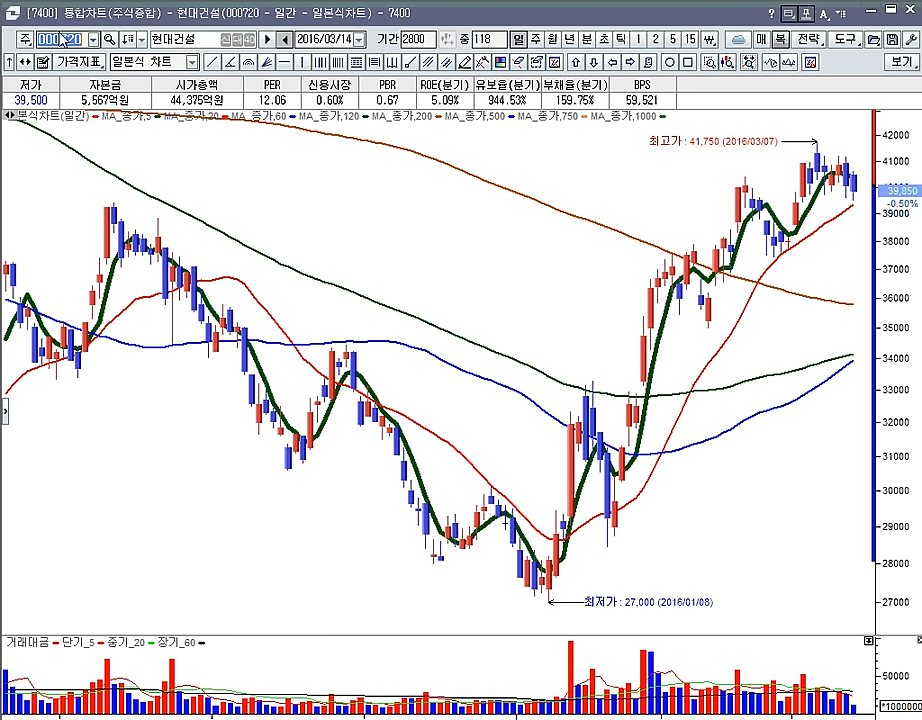 [7400] 통합차트(주식종합) - 현대건설(000720 - 일간 - 일본식차트) - 7400
주 000720 현대건설 신 담 40 2016/03/14 기간 2800 중 118 일 주 월 년 분 초 틱 1 2 5 15 매 복 전략 도구
가격지표 일본식 차트 보기
저가 자본금 시가총액 PER 신용시장 PBR ROE(분기) 유보율(분기) 부채율(분기) BPS
39,500 5,567억원 44,375억원 12.06 0.60% 0.67 5.09% 944.53% 159.75% 59,521
본식차트(일간) MA_종가,5 MA_종가,20 MA_종가,60 MA_종가,120 MA_종가,200 MA_종가,500 MA_종가,750 MA_종가,1000
42000
최고가 : 41,750 (2016/03/07)
41000
39,850
-0.50%
39000
38000
37000
36000
35000
34000
33000
32000
31000
30000
29000
28000
27000
최저가 : 27,000 (2016/01/08)
거래대금 단기_5 중기_20 장기_60
50000
*1000000